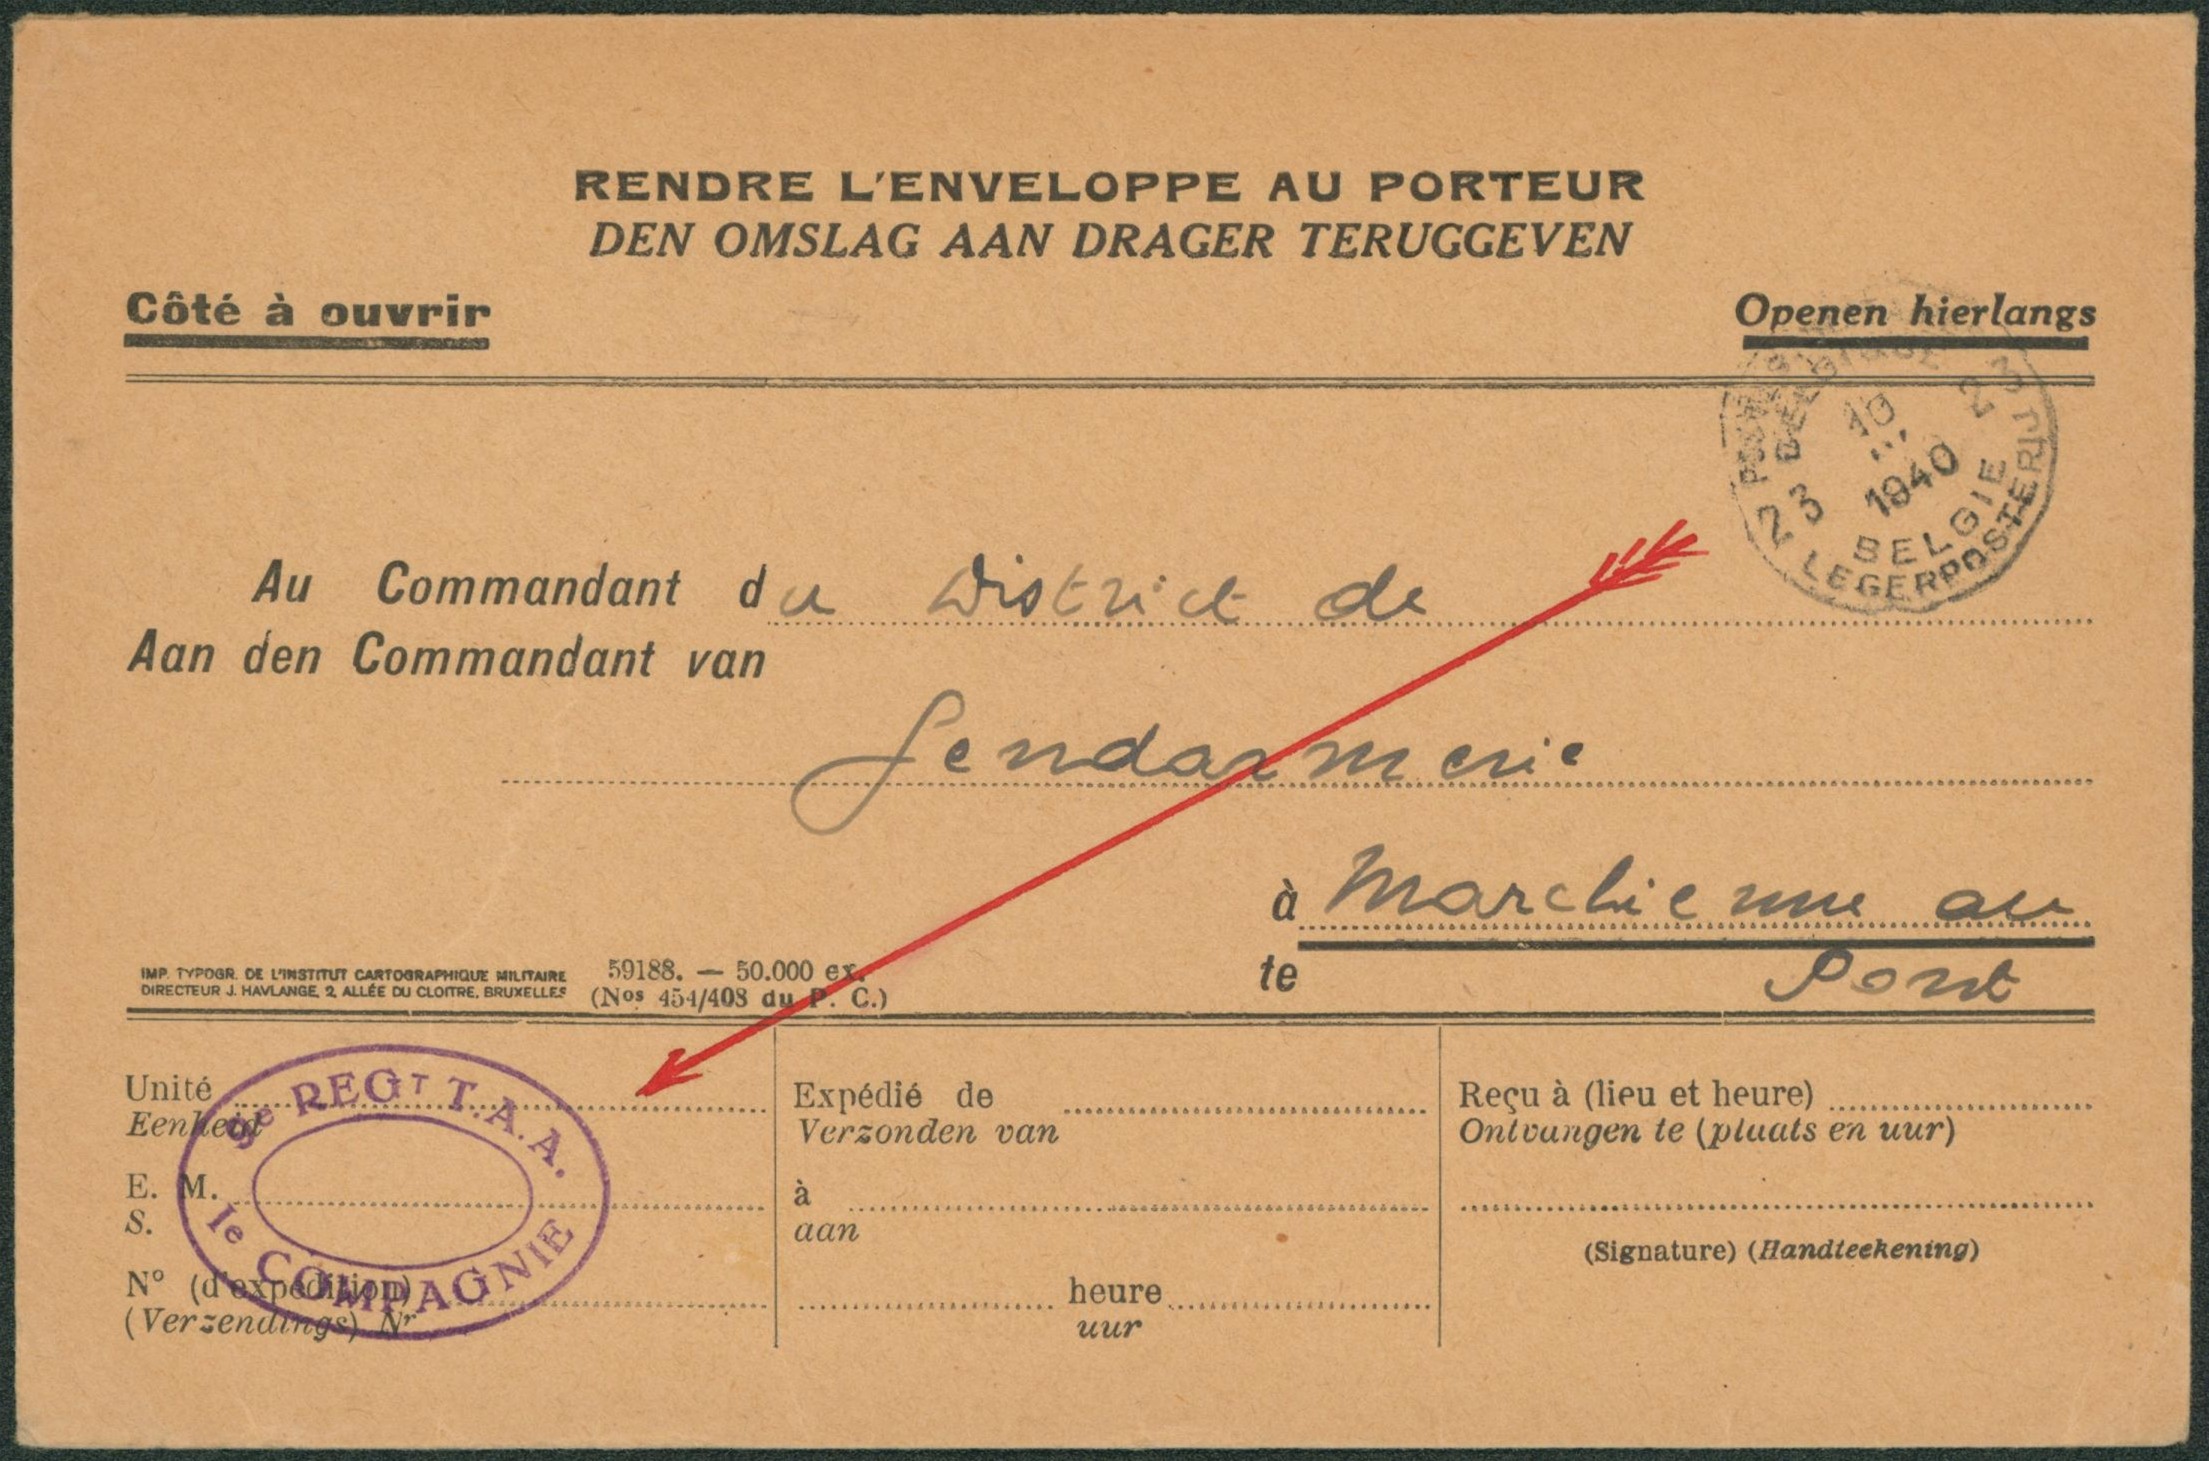 RENDRE L'ENVELOPPE AU PORTEUR
DEN OMSLAG AAN DRAGER TERUGGEVEN
Côté à ouvrir
Openen hierlangs
BELGIQUE
10
1940
23
BELGIE
LEGERPOSTERIJ
Au Commandant du District de
Aan den Commandant van
Gendarmerie
à Marchienne au
te Pont
IMP. TYPOGR. DE L'INSTITUT CARTOGRAPHIQUE MILITAIRE
DIRECTEUR J. HAVLANGE, 2, ALLÉE DU CLOITRE, BRUXELLES
59188. — 50.000 ex.
(Nos 454/408 du P. C.)
Unité
Eenheid
E. M.
S.
No (d'expédition)
(Verzendings) Nr
9e REGT T.A.A.
1e COMPAGNIE
Expédié de
Verzonden van
à
aan
heure
uur
Reçu à (lieu et heure)
Ontvangen te (plaats en uur)
(Signature) (Handteekening)